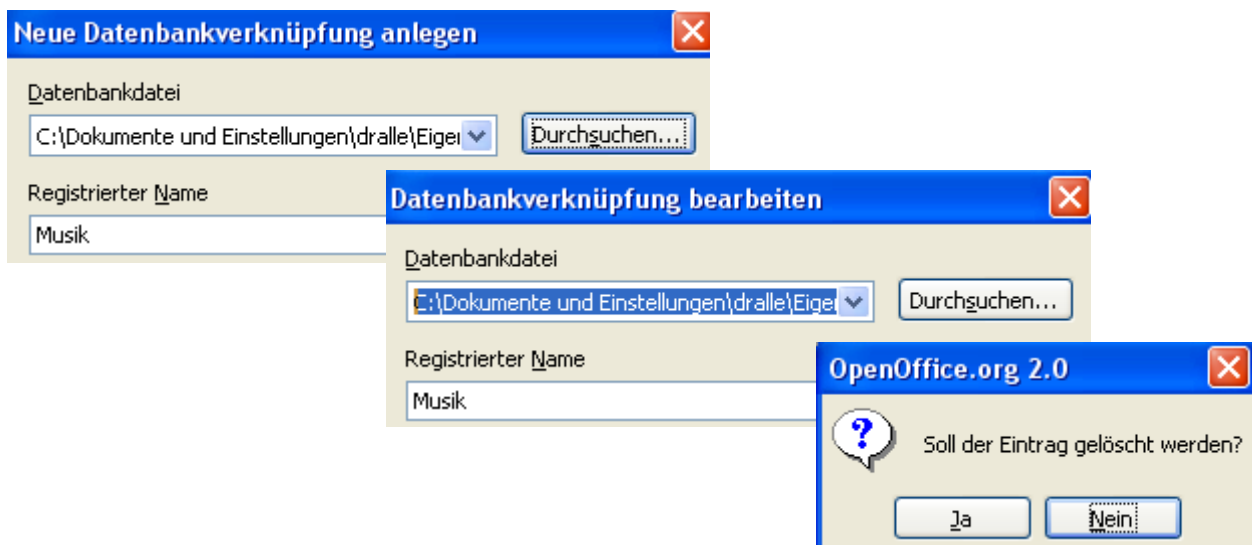 Neue Datenbankverknüpfung anlegen
Datenbankdatei
C:\Dokumente und Einstellungen\dralle\Eigen
Durchsuchen...
Registrierter Name
Musik
Datenbankverknüpfung bearbeiten
Datenbankdatei
C:\Dokumente und Einstellungen\dralle\Eigen
Durchsuchen...
Registrierter Name
Musik
OpenOffice.org 2.0
?
Soll der Eintrag gelöscht werden?
Ja
Nein